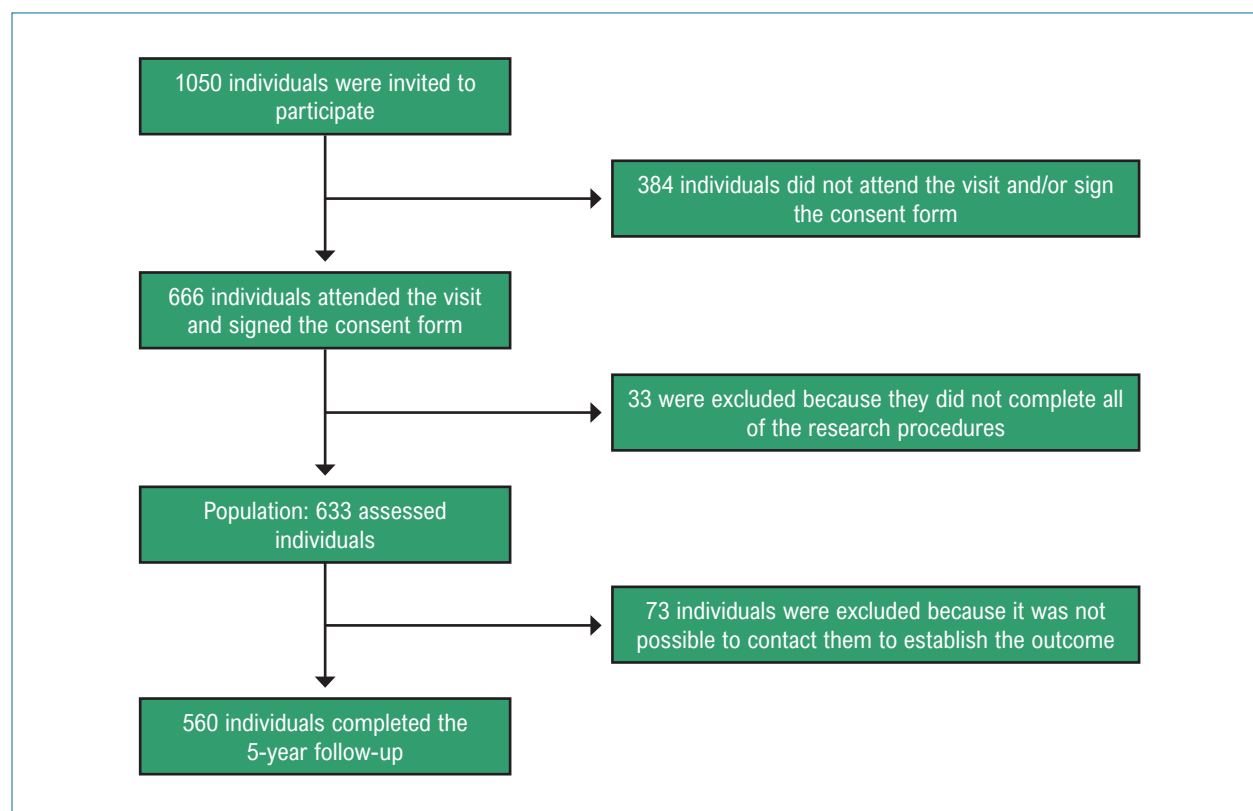 1050 individuals were invited to
participate
384 individuals did not attend the visit and/or sign
the consent form
666 individuals attended the visit
and signed the consent form
33 were excluded because they did not complete all
of the research procedures
Population: 633 assessed
individuals
73 individuals were excluded because it was not
possible to contact them to establish the outcome
560 individuals completed the
5-year follow-up